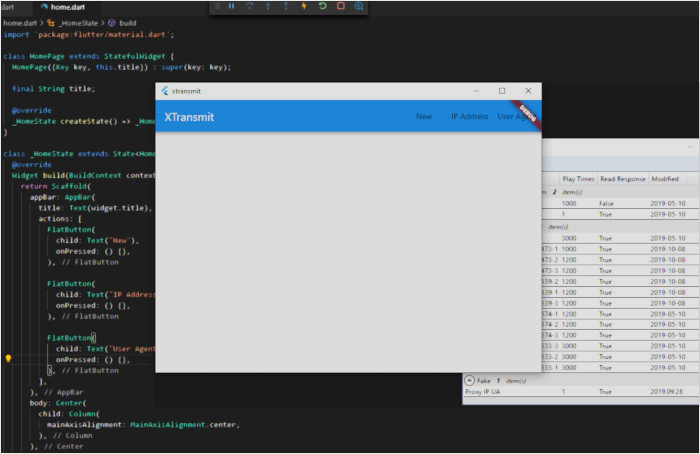 dart
home.dart
home.dart > _HomeState > build
import 'package:flutter/material.dart';
class HomePage extends StatefulWidget {
HomePage({Key key, this.title}) : super(key: key);
final String title;
@override
_HomeState createState() => _Hom
}
class _HomeState extends State<Hom
@override
Widget build(BuildContext context
return Scaffold(
appBar: AppBar(
title: Text(widget.title),
actions: [
FlatButton(
child: Text("New"),
onPressed: () {},
), // FlatButton
FlatButton(
child: Text("IP Address
onPressed: () {},
), // FlatButton
FlatButton(
child: Text("User Agent
onPressed: () {},
), // FlatButton
],
), // AppBar
body: Center(
child: Column(
mainAxisAlignment: MainAxisAlignment.center,
), // Column
), // Center
xtransmit
XTransmit
New
IP Address
User Agen
DEBUG
Play Times Read Response Modified
2 item(s)
1000 False 2019-05-10
1 True 2019-05-10
item(s)
3000 True 2019-05-10
473-1 1000 True 2019-10-08
473-2 1200 True 2019-10-08
473-3 1200 True 2019-10-08
539-2 1200 True 2019-10-08
539-1 1200 True 2019-10-08
539-3 1200 True 2019-10-08
574-1 1200 True 2019-05-10
574-2 1200 True 2019-05-10
574-3 1200 True 2019-05-10
333-3 3000 True 2019-05-10
333-2 3000 True 2019-05-10
333-1 3000 True 2019-05-10
Fake 1 item(s)
Proxy IP UA 1 True 2019.09.28